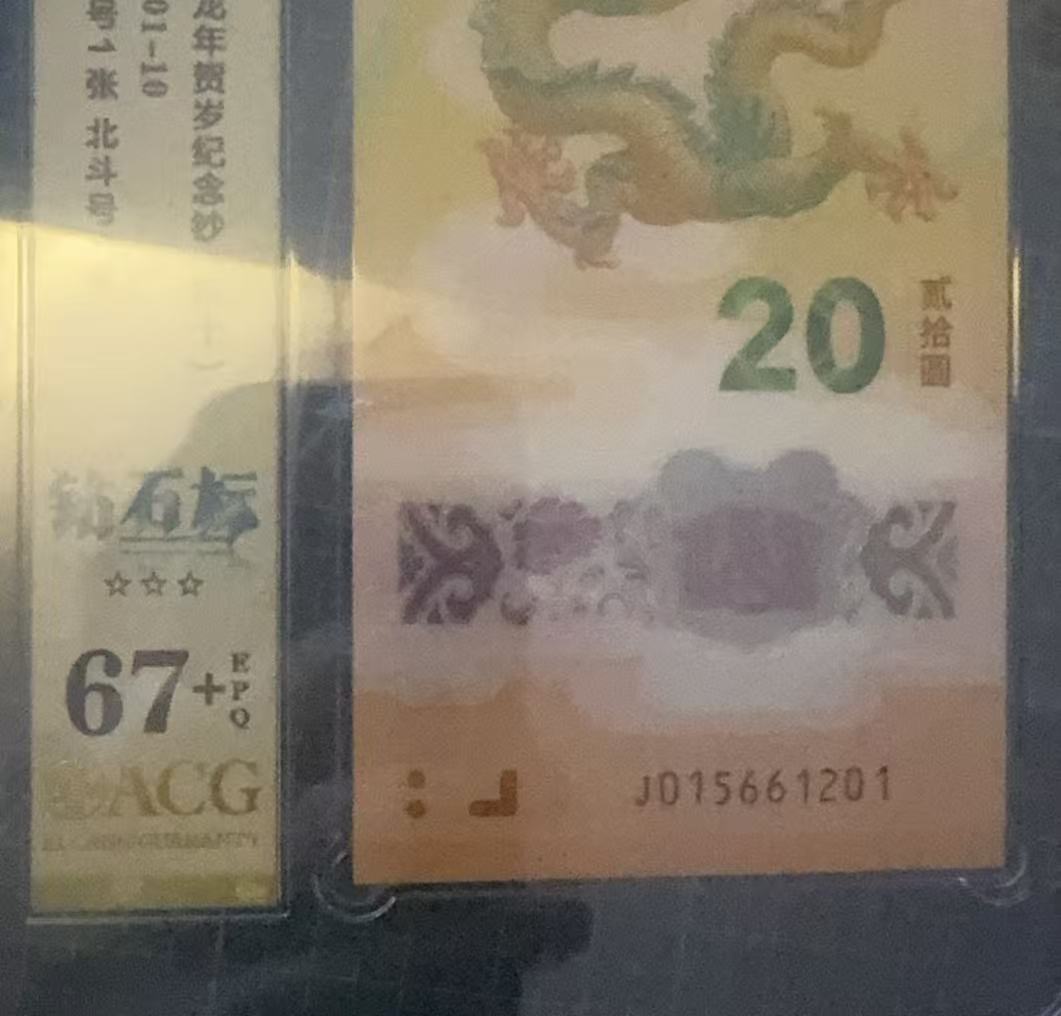 龙年贺岁纪念钞
01-10
号1张 北斗号
钻石标
☆☆☆
67+EPQ
ACG
20
贰拾圆
J015661201